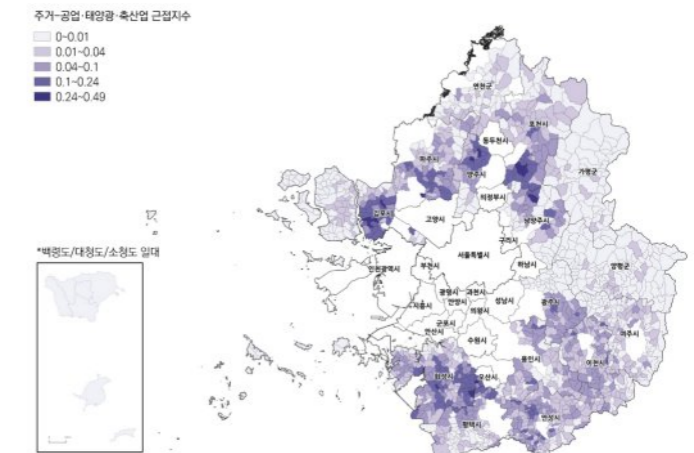 주거-공업·태양광·축산업 근접지수
0~0.01
0.01~0.04
0.04~0.1
0.1~0.24
0.24~0.49
연천군
포천시
동두천시
파주시
양주시
가평군
의정부시
김포시
고양시
남양주시
구리시
*백령도/대청도/소청도 일대
서울특별시
하남시
양평군
인천광역시
부천시
광명시
과천시
시흥시
안양시
성남시
광주시
의왕시
군포시
안산시
여주시
수원시
용인시
이천시
화성시
오산시
안성시
평택시